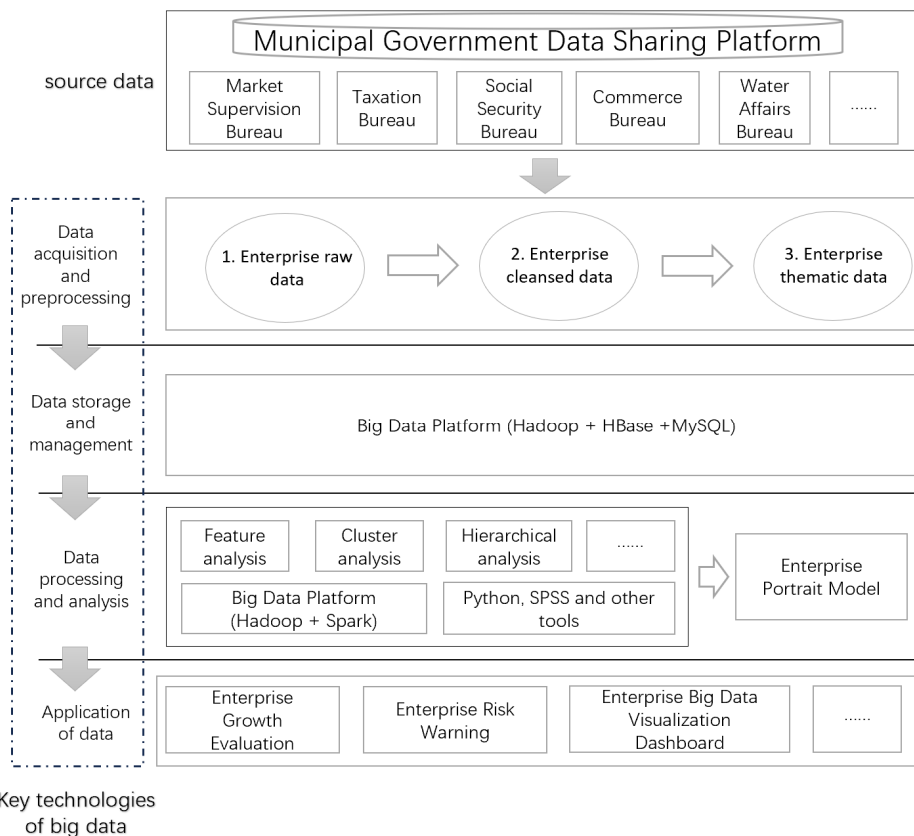 Municipal Government Data Sharing Platform
source data
Market
Supervision
Bureau
Taxation
Bureau
Social
Security
Bureau
Commerce
Bureau
Water
Affairs
Bureau
......
Data
acquisition
and
preprocessing
1. Enterprise raw
data
2. Enterprise
cleansed data
3. Enterprise
thematic data
Data storage
and
management
Big Data Platform (Hadoop + HBase +MySQL)
Data
processing
and analysis
Feature
analysis
Cluster
analysis
Hierarchical
analysis
......
Big Data Platform
(Hadoop + Spark)
Python, SPSS and other
tools
Enterprise
Portrait Model
Application
of data
Enterprise
Growth
Evaluation
Enterprise Risk
Warning
Enterprise Big Data
Visualization
Dashboard
......
Key technologies
of big data